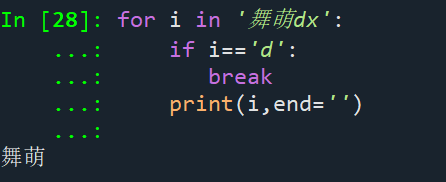 In [28]: for i in '舞萌dx':
    ...:     if i=='d':
    ...:        break
    ...:     print(i,end='')
    ...:
舞萌